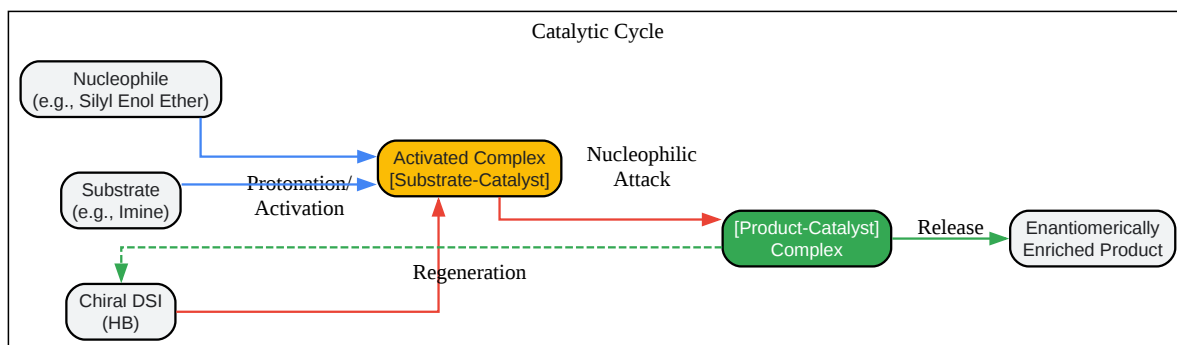 Catalytic Cycle
Nucleophile
(e.g., Silyl Enol Ether)
Substrate
(e.g., Imine)
Protonation/
Activation
Activated Complex
[Substrate-Catalyst]
Nucleophilic
Attack
[Product-Catalyst]
Complex
Release
Enantiomerically
Enriched Product
Regeneration
Chiral DSI
(HB)